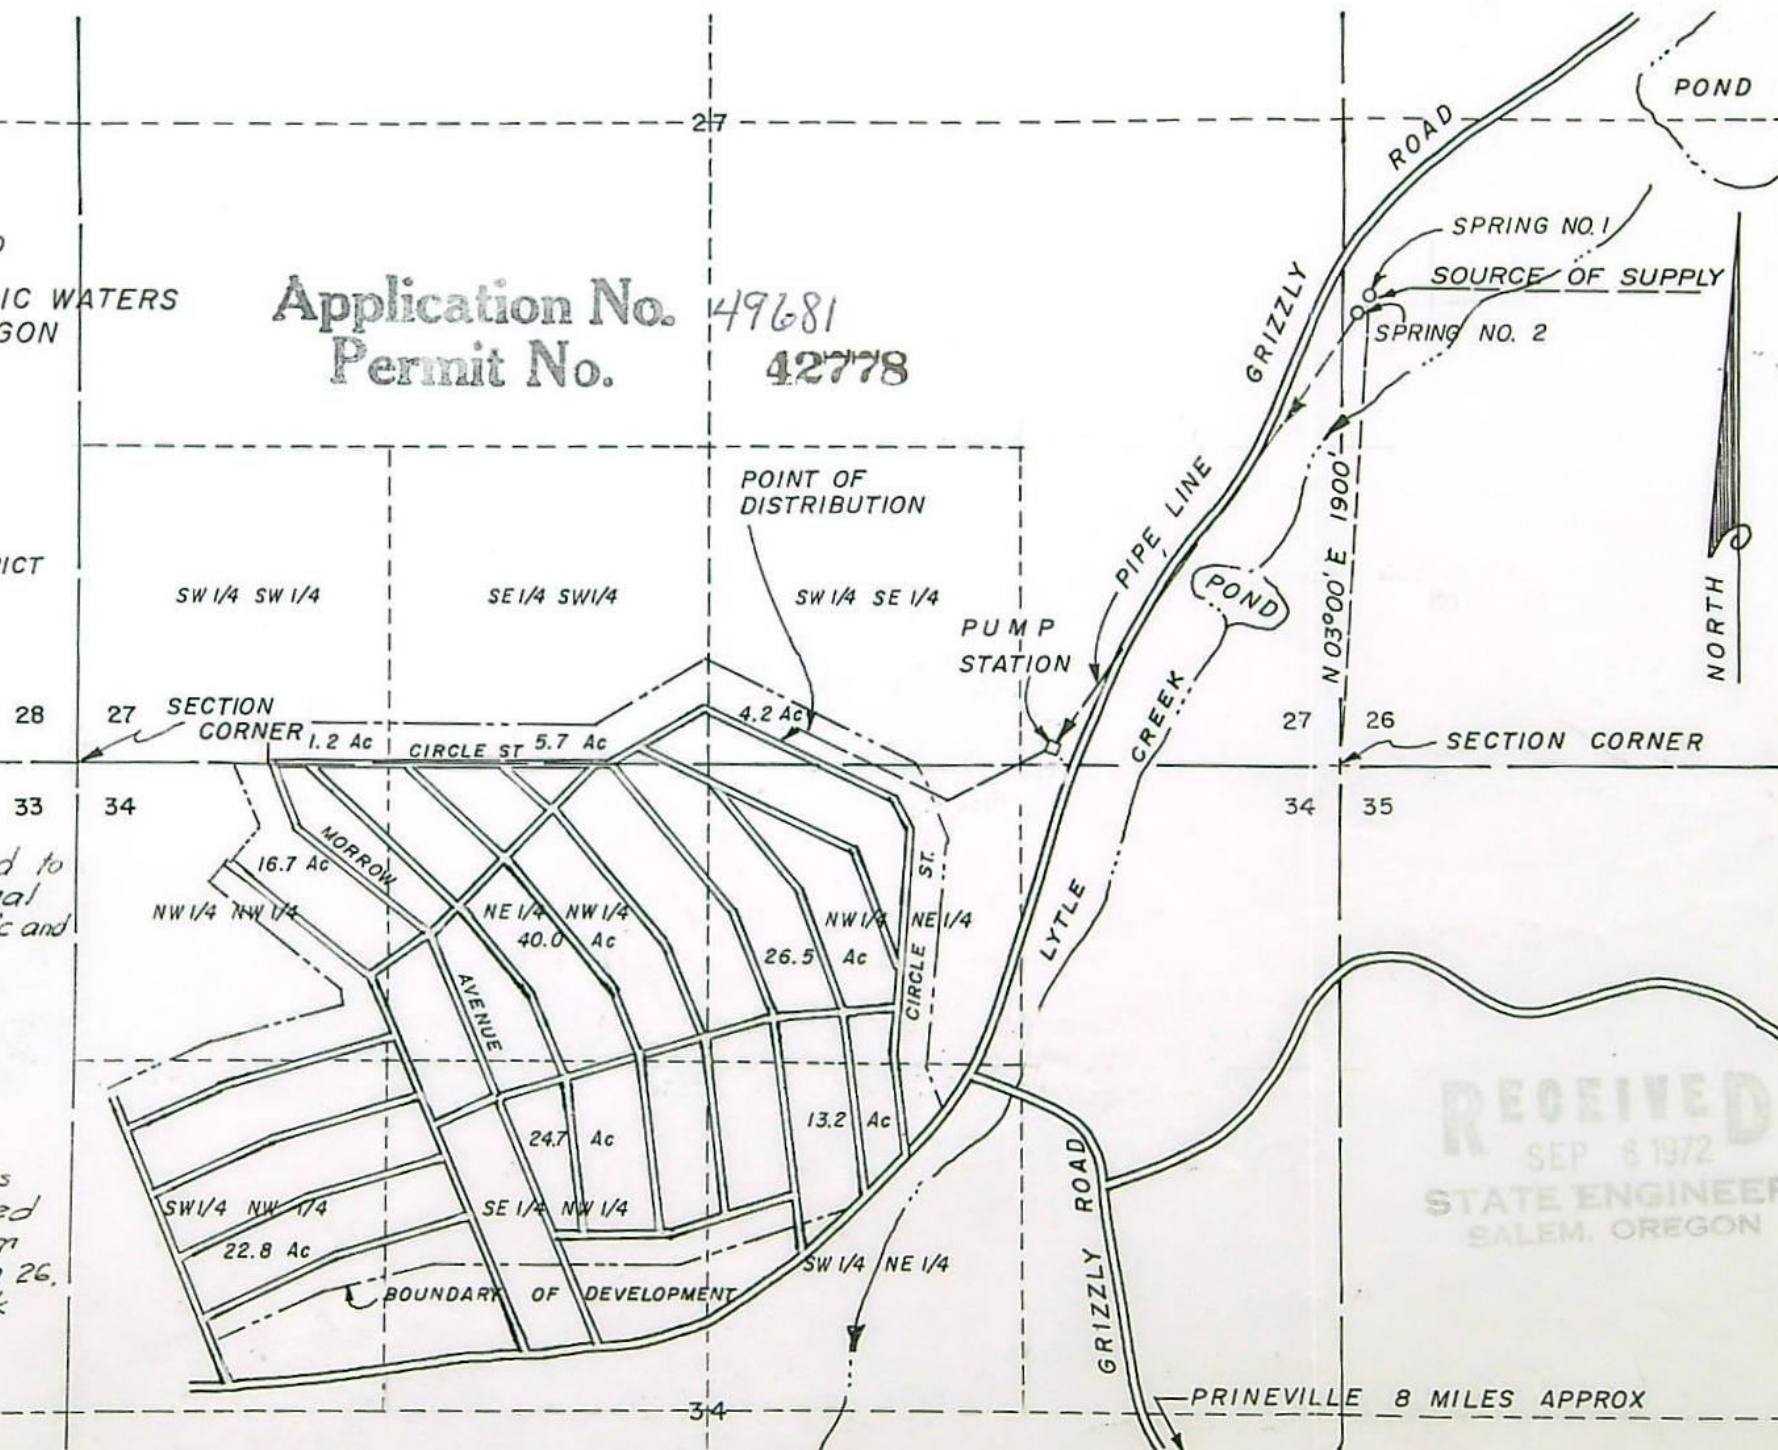 27
POND
GRIZZLY ROAD
SPRING NO. 1
SOURCE OF SUPPLY
SPRING NO. 2
IC WATERS
GON
Application No. 49681
Permit No. 42778
POINT OF
DISTRIBUTION
PIPE LINE
N 03°00' E 1900'
ICT
SW 1/4 SW 1/4
SE 1/4 SW 1/4
SW 1/4 SE 1/4
POND
NORTH
PUMP
STATION
28 27
SECTION
CORNER
1.2 Ac
CIRCLE ST
5.7 Ac
4.2 Ac
27 26
SECTION CORNER
33 34
34 35
LYTLE CREEK
d to
al
c and
MORROW AVENUE
16.7 Ac
NW 1/4 NW 1/4
NE 1/4 NW 1/4
40.0 Ac
NW 1/4 NE 1/4
26.5 Ac
CIRCLE ST.
RECEIVED
SEP 8 1972
STATE ENGINEER
SALEM, OREGON
24.7 Ac
13.2 Ac
s
ed
26,
SW 1/4 NW 1/4
22.8 Ac
SE 1/4 NW 1/4
SW 1/4 NE 1/4
BOUNDARY OF DEVELOPMENT
GRIZZLY ROAD
PRINEVILLE 8 MILES APPROX
34